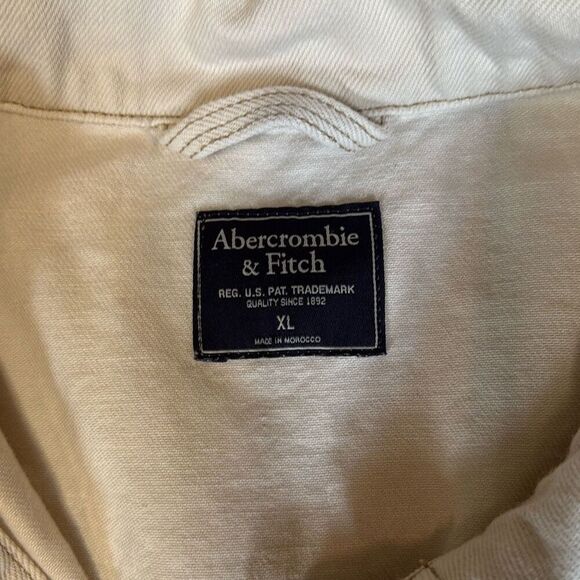 Abercrombie
& Fitch
REG. U.S. PAT. TRADEMARK
QUALITY SINCE 1892
XL
MADE IN MOROCCO